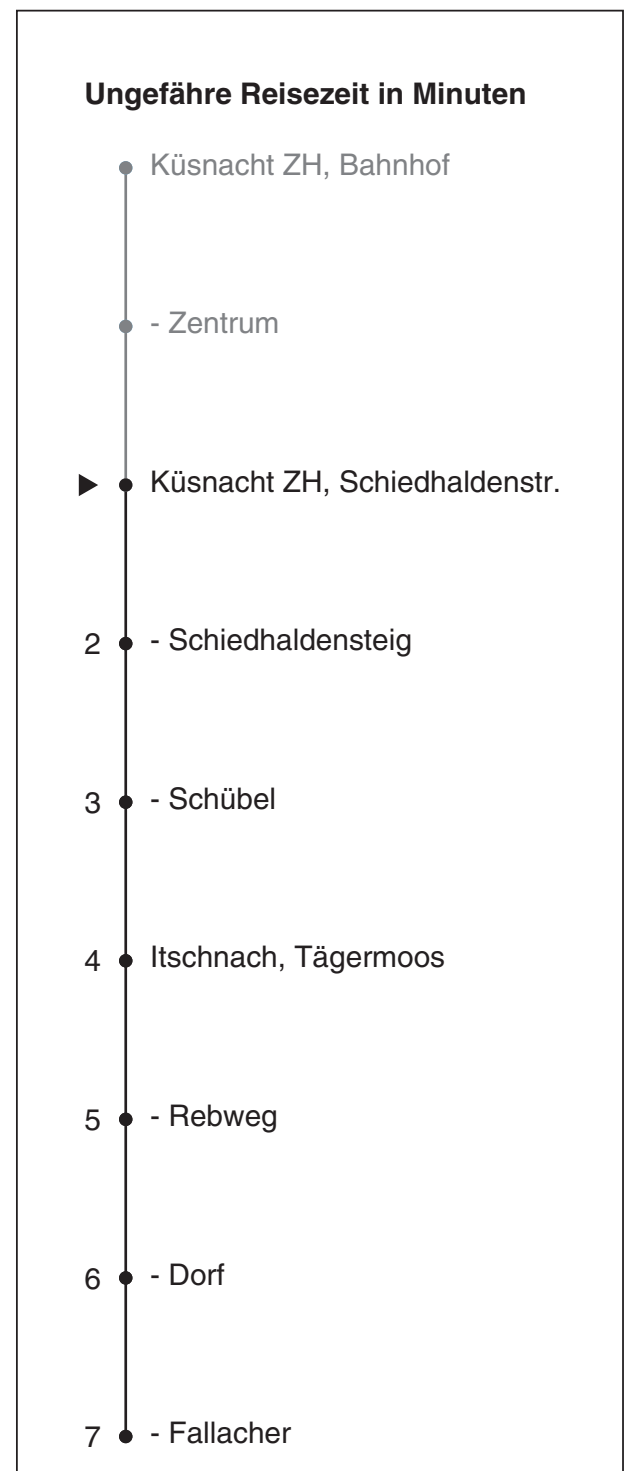 Ungefähre Reisezeit in Minuten
Küsnacht ZH, Bahnhof
- Zentrum
Küsnacht ZH, Schiedhaldenstr.
2 - Schiedhaldensteig
3 - Schübel
4 Itschnach, Tägermoos
5 - Rebweg
6 - Dorf
7 - Fallacher